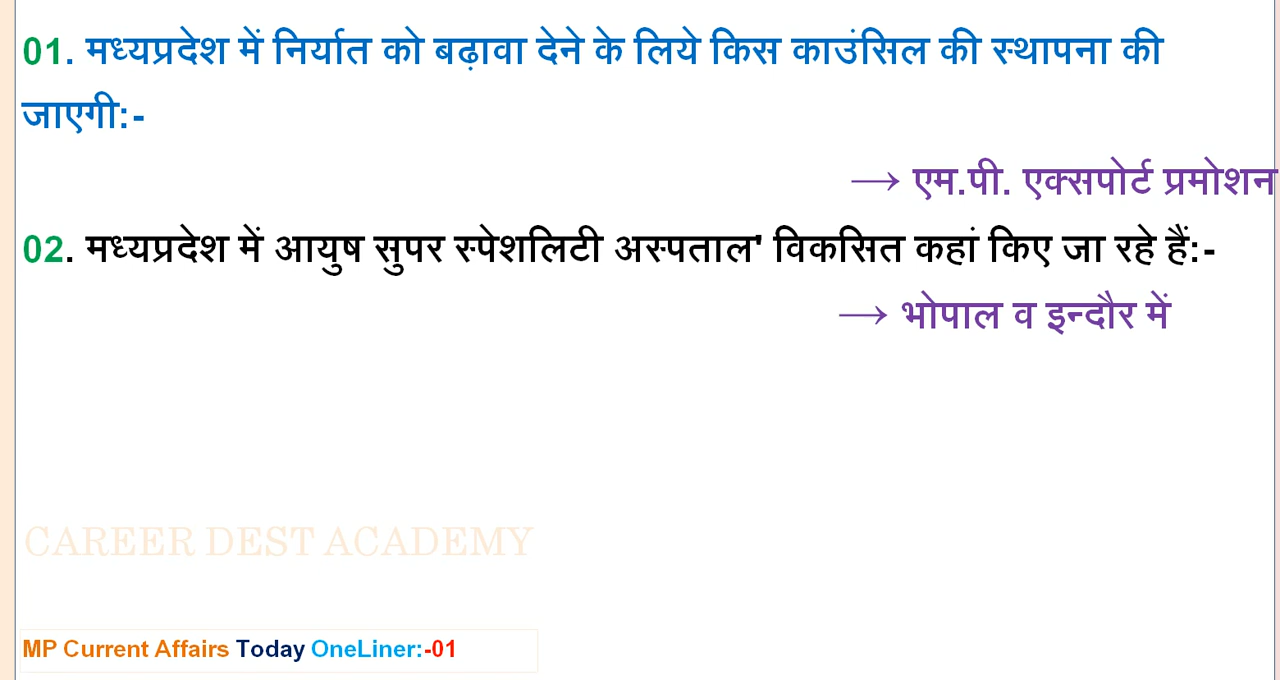 01. मध्यप्रदेश में निर्यात को बढ़ावा देने के लिये किस काउंसिल की स्थापना की
जाएगी:-
→ एम.पी. एक्सपोर्ट प्रमोशन
02. मध्यप्रदेश में आयुष सुपर स्पेशलिटी अस्पताल' विकसित कहां किए जा रहे हैं:-
→ भोपाल व इन्दौर में
CAREER DEST ACADEMY
MP Current Affairs Today OneLiner:-01